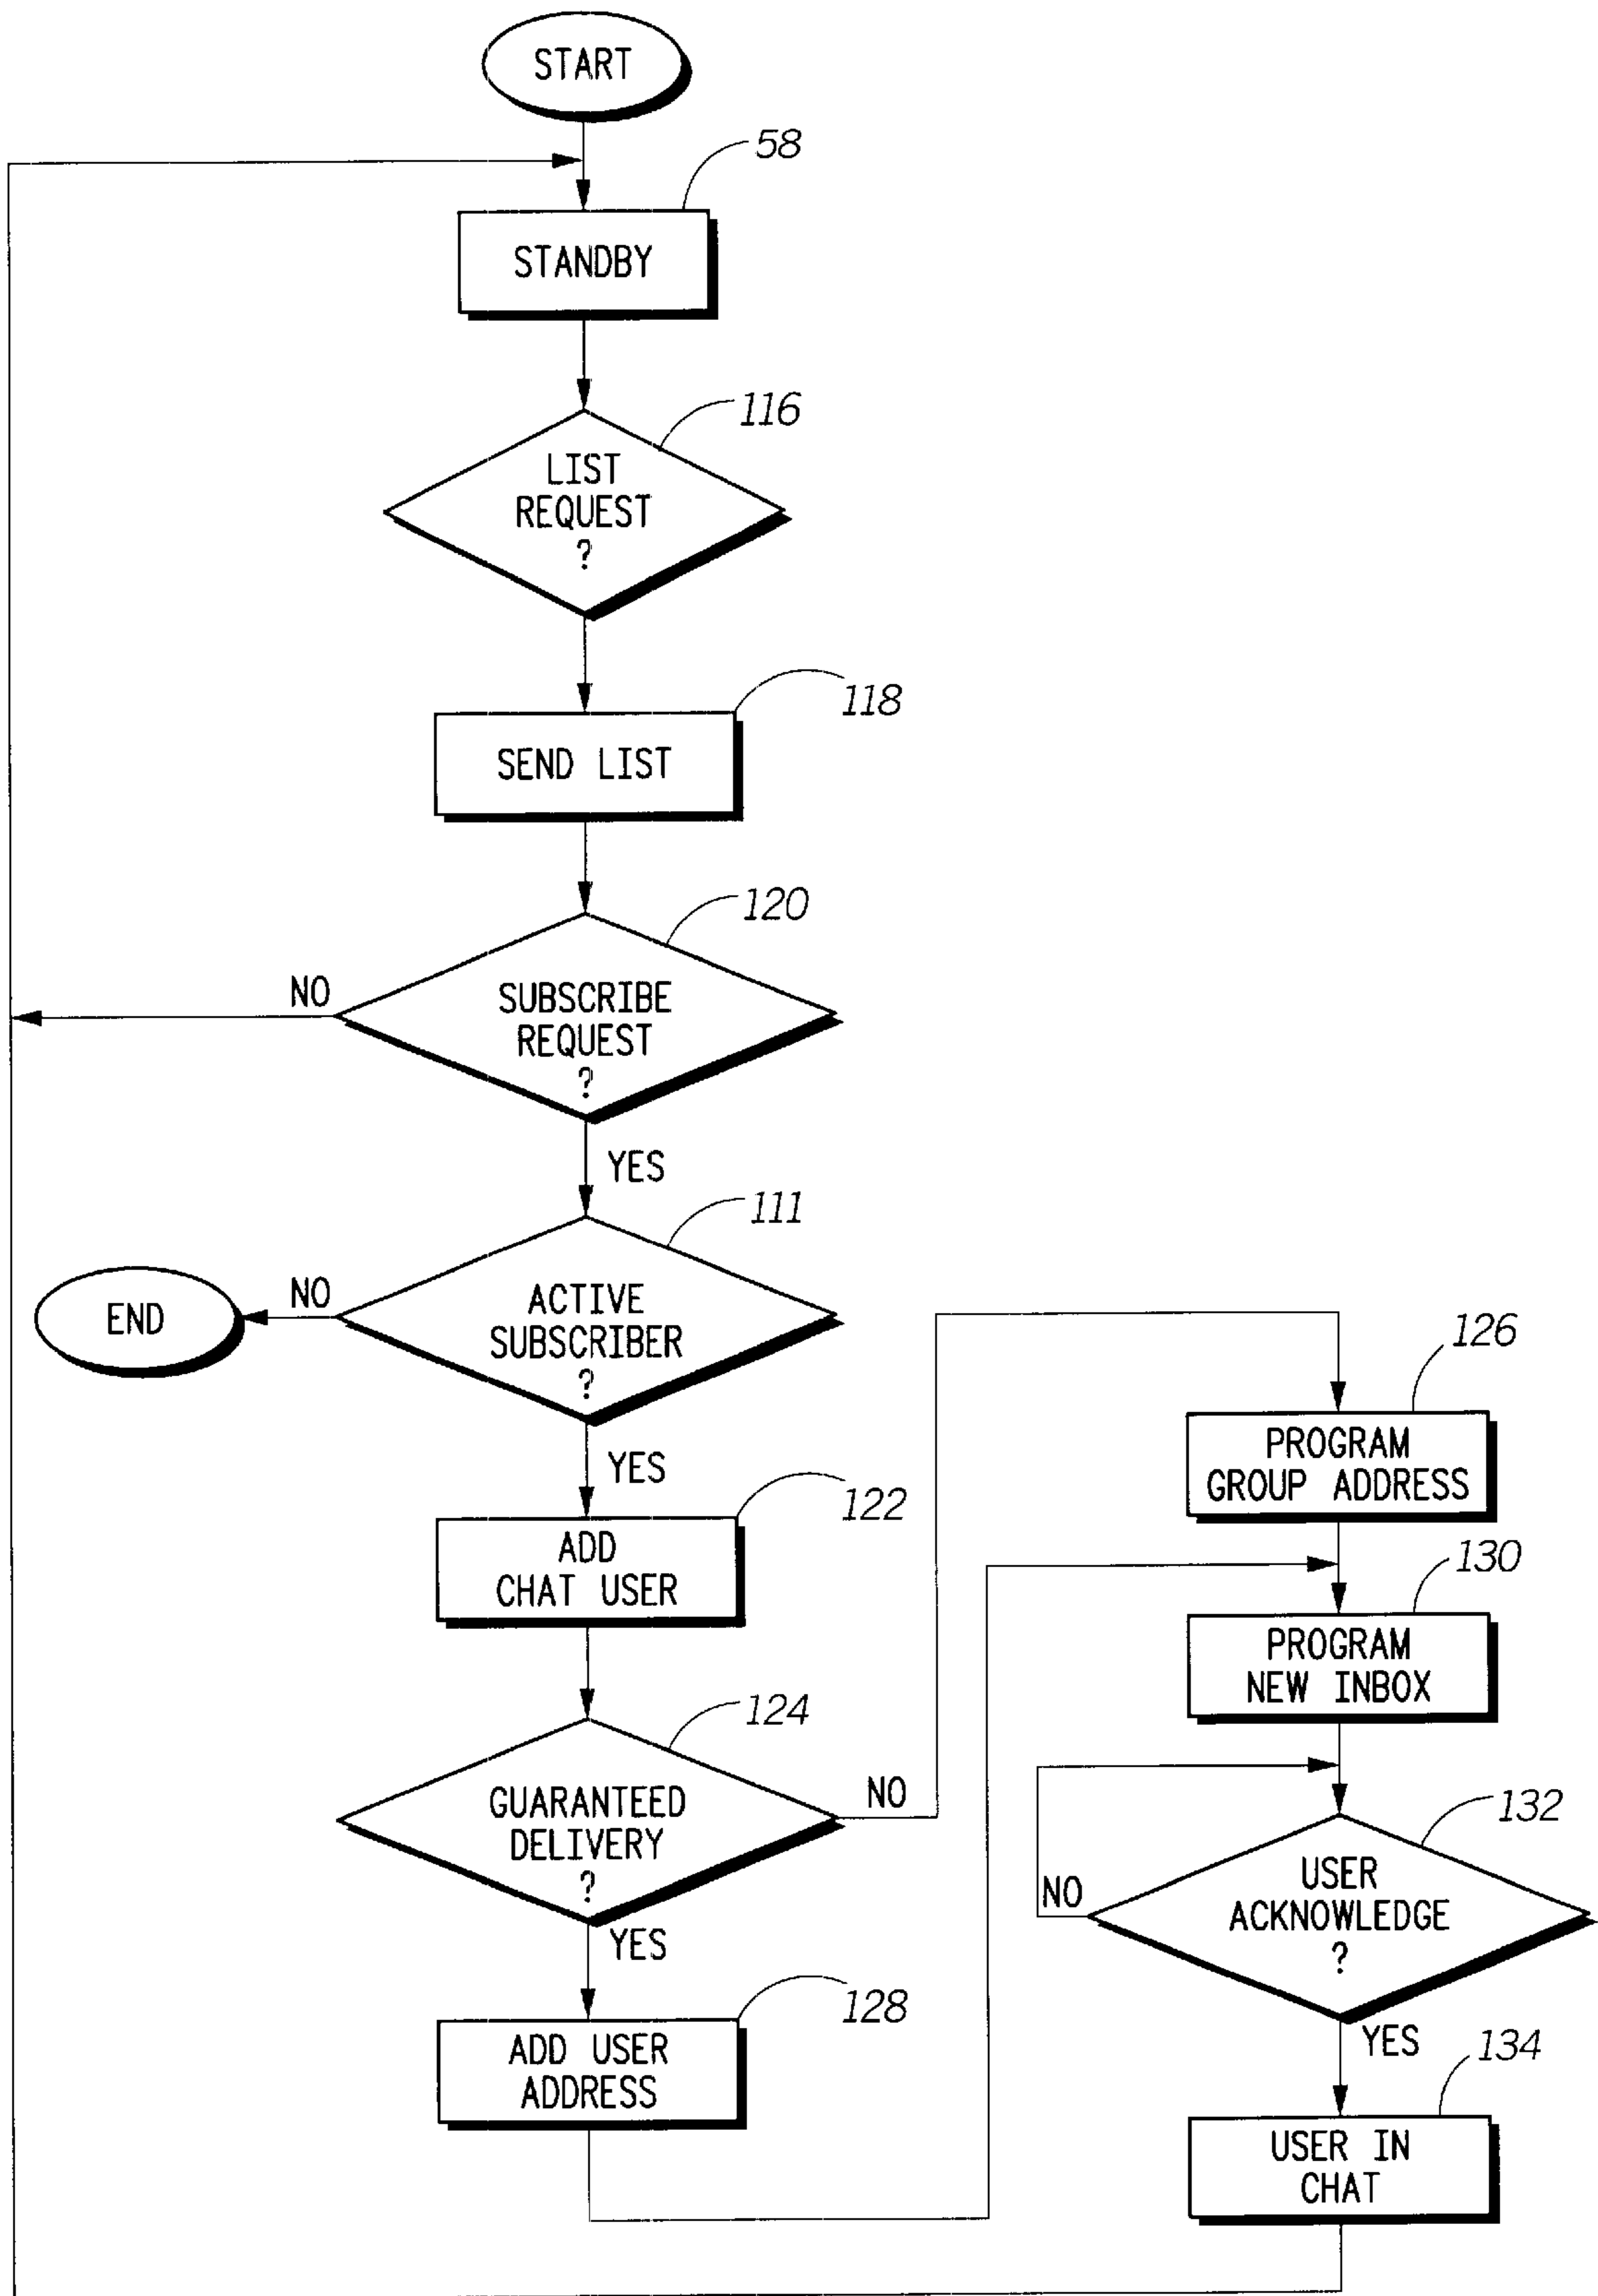 START
58
STANDBY
116
LIST
REQUEST
?
118
SEND LIST
120
NO
SUBSCRIBE
REQUEST
?
YES
111
END
NO
ACTIVE
SUBSCRIBER
?
YES
122
ADD
CHAT USER
124
GUARANTEED
DELIVERY
?
NO
YES
128
ADD USER
ADDRESS
126
PROGRAM
GROUP ADDRESS
130
PROGRAM
NEW INBOX
132
NO
USER
ACKNOWLEDGE
?
YES
134
USER IN
CHAT